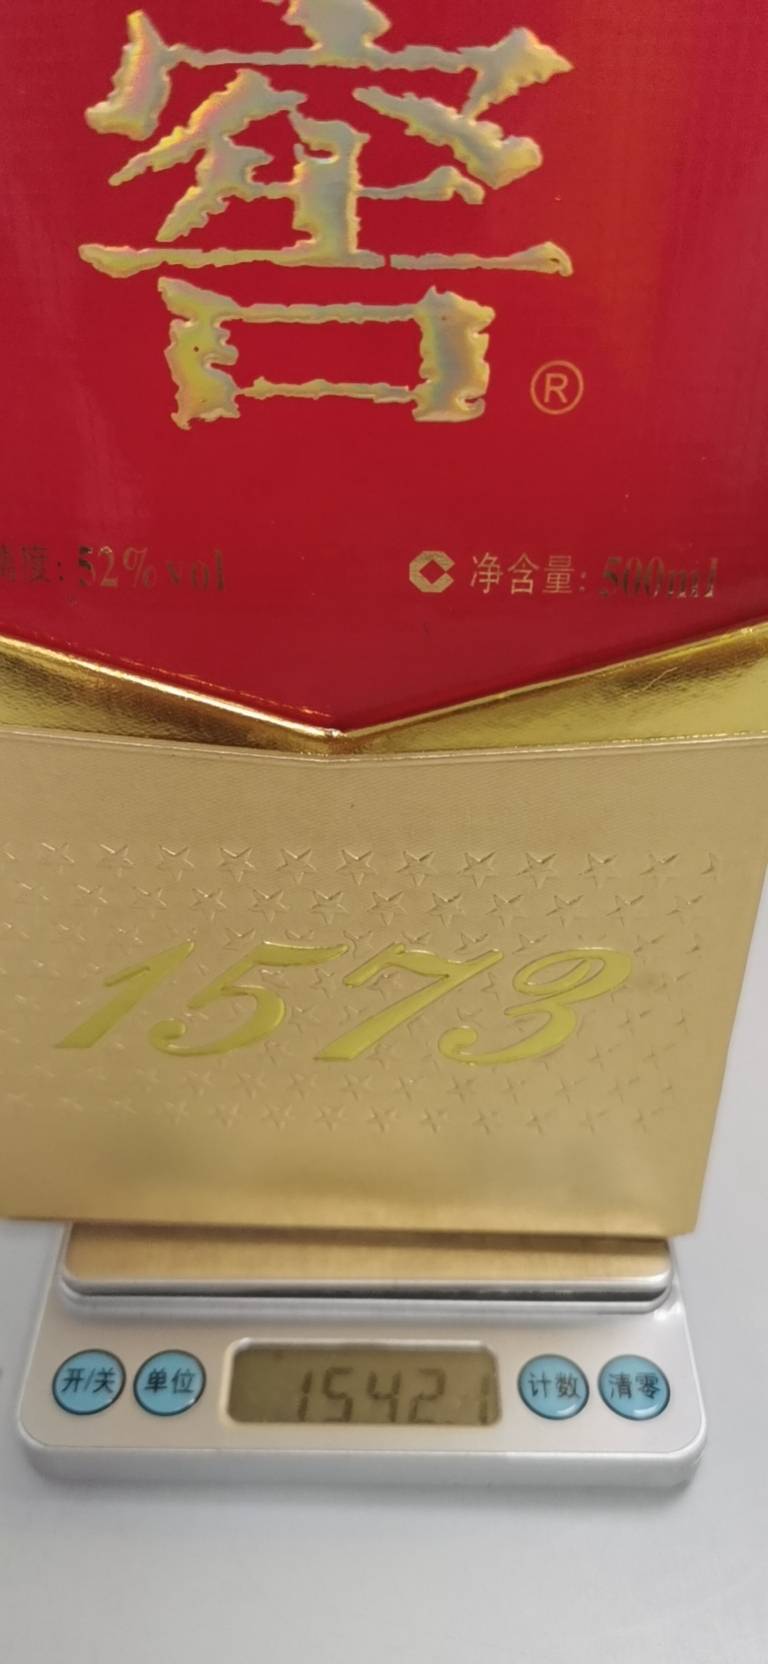 窖
®
度: 52%vol
净含量: 500ml
1573
开/关 单位 1542.1 计数 清零